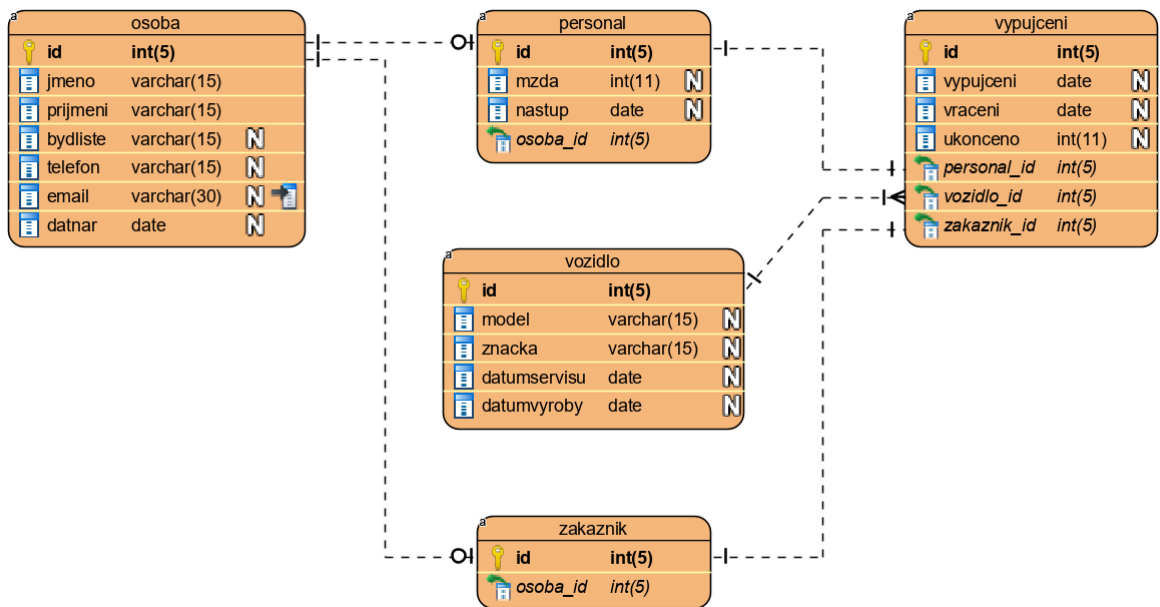 a
osoba
id int(5)
jmeno varchar(15)
prijmeni varchar(15)
bydliste varchar(15) N
telefon varchar(15) N
email varchar(30) N
datnar date N
a
personal
id int(5)
mzda int(11) N
nastup date N
osoba_id int(5)
a
vypujceni
id int(5)
vypujceni date N
vraceni date N
ukonceno int(11) N
personal_id int(5)
vozidlo_id int(5)
zakaznik_id int(5)
a
vozidlo
id int(5)
model varchar(15) N
znacka varchar(15) N
datumservisu date N
datumvyroby date N
a
zakaznik
id int(5)
osoba_id int(5)